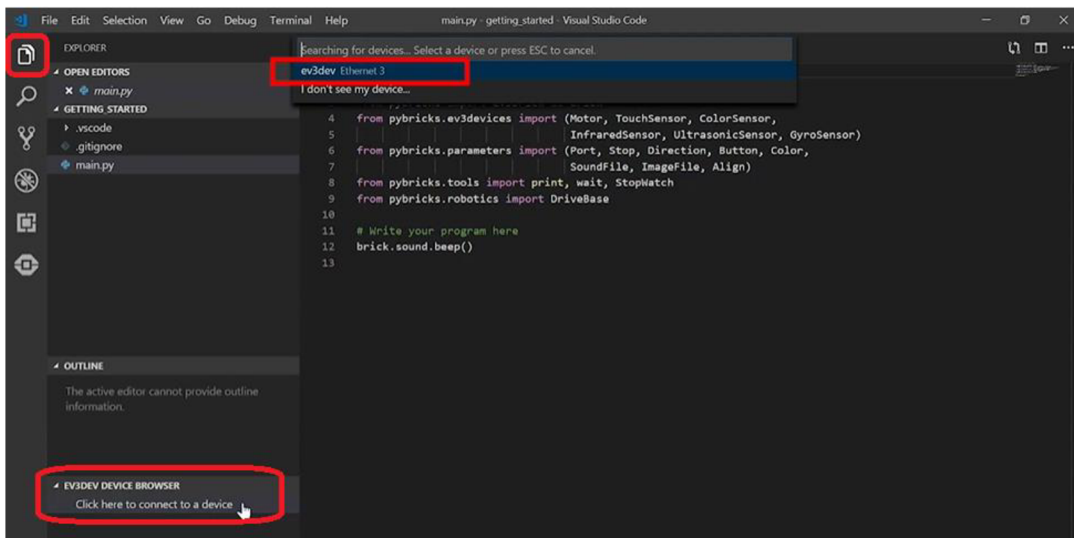 File Edit Selection View Go Debug Terminal Help main.py - getting_started - Visual Studio Code
EXPLORER
OPEN EDITORS
main.py
GETTING_STARTED
.vscode
.gitignore
main.py
OUTLINE
The active editor cannot provide outline
information.
EV3DEV DEVICE BROWSER
Click here to connect to a device
Searching for devices... Select a device or press ESC to cancel.
ev3dev Ethernet 3
I don't see my device...
4 from pybricks.ev3devices import (Motor, TouchSensor, ColorSensor,
5 InfraredSensor, UltrasonicSensor, GyroSensor)
6 from pybricks.parameters import (Port, Stop, Direction, Button, Color,
7 SoundFile, ImageFile, Align)
8 from pybricks.tools import print, wait, StopWatch
9 from pybricks.robotics import DriveBase
10
11 # Write your program here
12 brick.sound.beep()
13